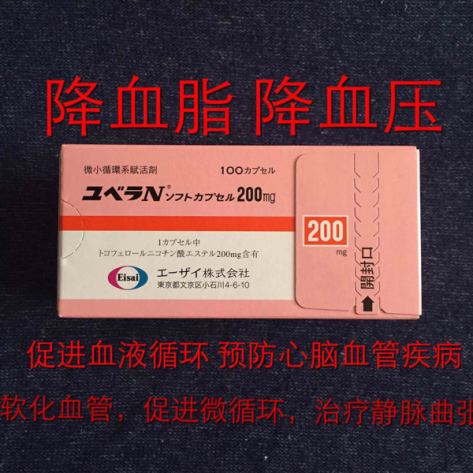 降血脂 降血压
微小循環系賦活剤 100カプセル
ユベラN® ソフトカプセル 200mg
1カプセル中
トコフェロールニコチン酸エステル200mg含有
Eisai エーザイ株式会社
東京都文京区小石川4-6-10
200
mg
開封口
促进血液循环 预防心脑血管疾病
软化血管，促进微循环，治疗静脉曲张